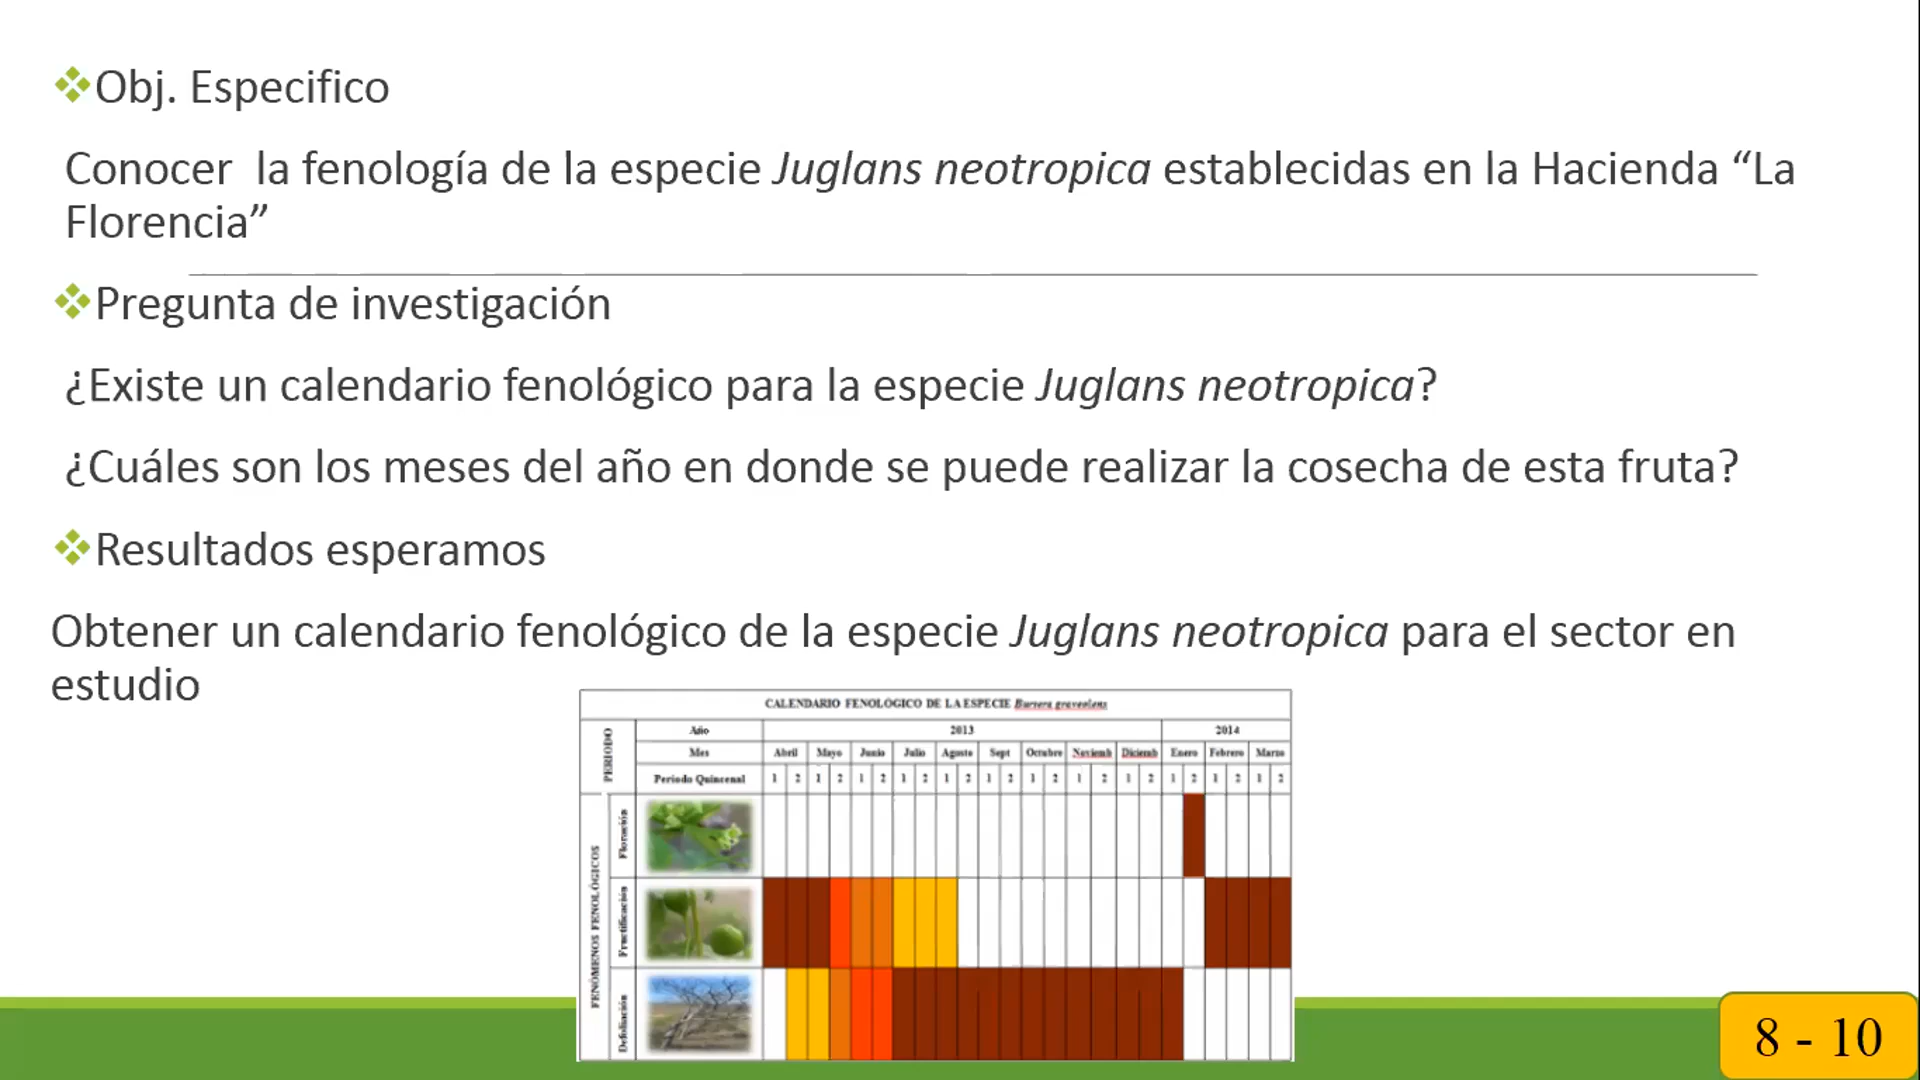 Obj. Especifico
Conocer la fenología de la especie Juglans neotropica establecidas en la Hacienda “La
Florencia”
Pregunta de investigación
¿Existe un calendario fenológico para la especie Juglans neotropica?
¿Cuáles son los meses del año en donde se puede realizar la cosecha de esta fruta?
Resultados esperamos
Obtener un calendario fenológico de la especie Juglans neotropica para el sector en
estudio
CALENDARIO FENOLÓGICO DE LA ESPECIE Bursera graveolens
PERIODO
Año 2013 2014
Mes Abril Mayo Junio Julio Agosto Sept Octubre Noviemb Diciemb Enero Febrero Marzo
Periodo Quincenal 1 2 1 2 1 2 1 2 1 2 1 2 1 2 1 2 1 2 1 2 1 2 1 2
FENÓMENOS FENOLÓGICOS
Floración
Fructificación
Defoliación
8 - 10